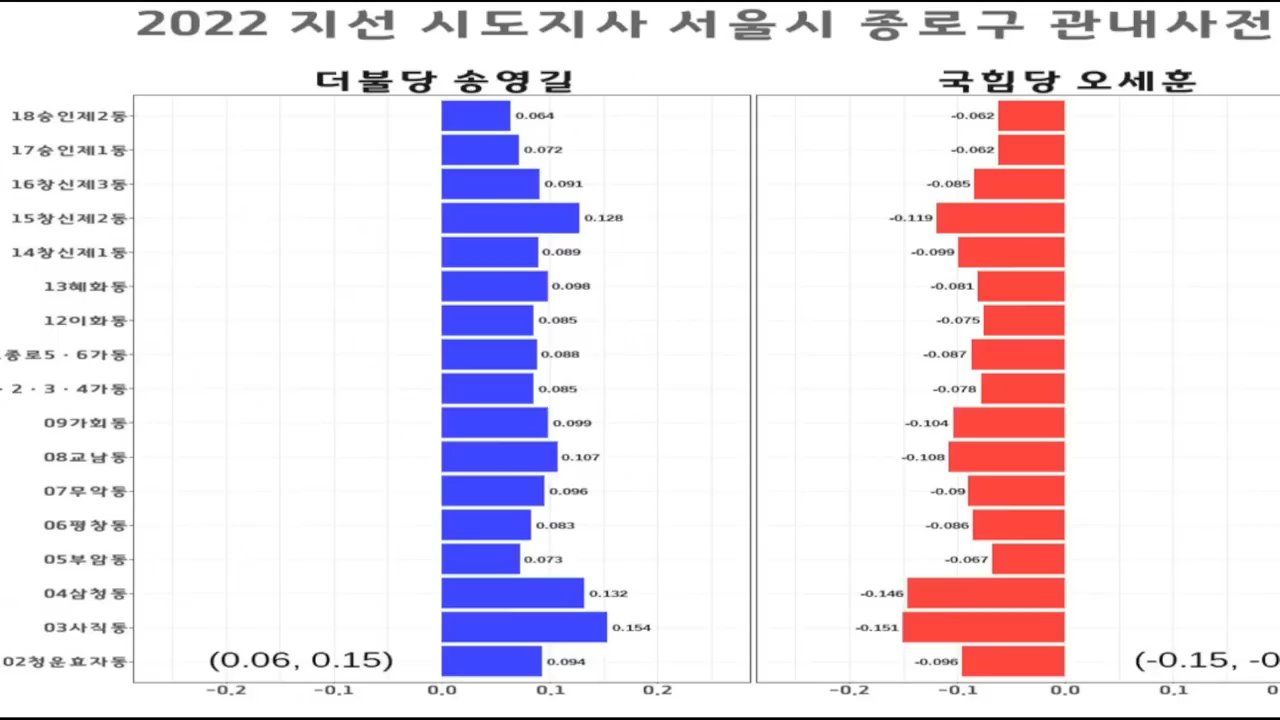 2022 지선 시도지사 서울시 종로구 관내사전
더불당 송영길
국힘당 오세훈
18숭인제2동 0.064 -0.062
17숭인제1동 0.072 -0.062
16창신제3동 0.091 -0.085
15창신제2동 0.128 -0.119
14창신제1동 0.089 -0.099
13혜화동 0.098 -0.081
12이화동 0.085 -0.075
종로5·6가동 0.088 -0.087
2·3·4가동 0.085 -0.078
09가회동 0.099 -0.104
08교남동 0.107 -0.108
07무악동 0.096 -0.09
06평창동 0.083 -0.086
05부암동 0.073 -0.067
04삼청동 0.132 -0.146
03사직동 0.154 -0.151
02청운효자동 (0.06, 0.15) 0.094 -0.096 (-0.15, -0
-0.2 -0.1 0.0 0.1 0.2 -0.2 -0.1 0.0 0.1